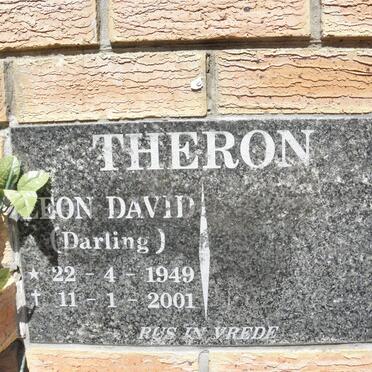 THERON
LEON DAVID
(Darling)
★ 22 - 4 - 1949
† 11 - 1 - 2001
RUS IN VREDE